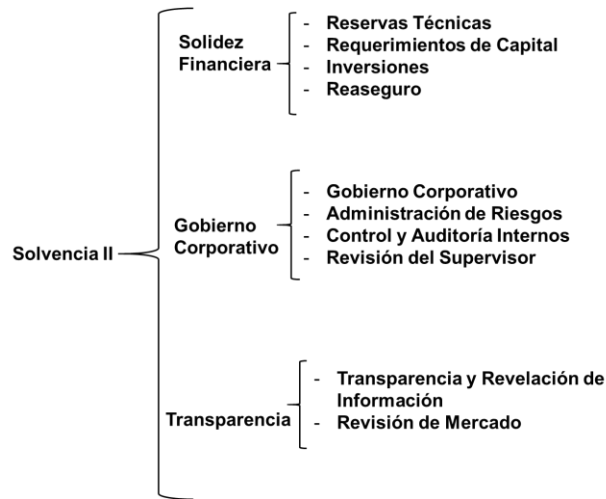 Solvencia II
Solidez
Financiera
- Reservas Técnicas
- Requerimientos de Capital
- Inversiones
- Reaseguro
Gobierno
Corporativo
- Gobierno Corporativo
- Administración de Riesgos
- Control y Auditoría Internos
- Revisión del Supervisor
Transparencia
- Transparencia y Revelación de
Información
- Revisión de Mercado